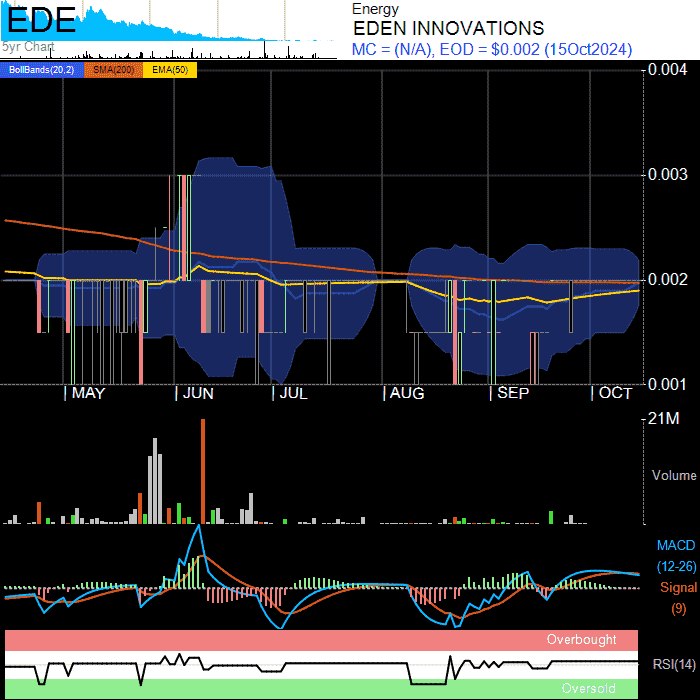 EDE
5yr Chart
Energy
EDEN INNOVATIONS
MC = (N/A), EOD = $0.002 (15Oct2024)
BollBands(20,2) SMA(200) EMA(50)
0.004
0.003
0.002
0.001
MAY JUN JUL AUG SEP OCT
21M
Volume
MACD
(12-26)
Signal
(9)
Overbought
RSI(14)
Oversold